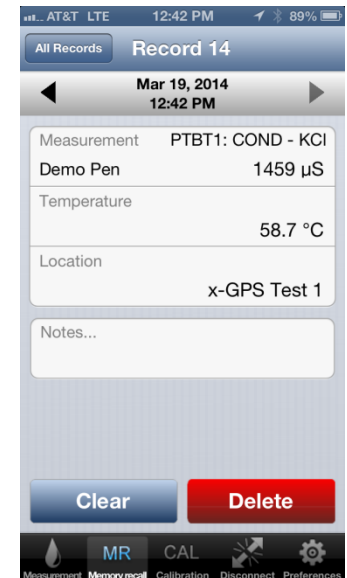 AT&T LTE 12:42 PM 89%
All Records Record 14
Mar 19, 2014
12:42 PM
Measurement PTBT1: COND - KCl
Demo Pen 1459 µS
Temperature
58.7 °C
Location
x-GPS Test 1
Notes...
Clear Delete
MR CAL
Measurement Memory recall Calibration Disconnect Preferences